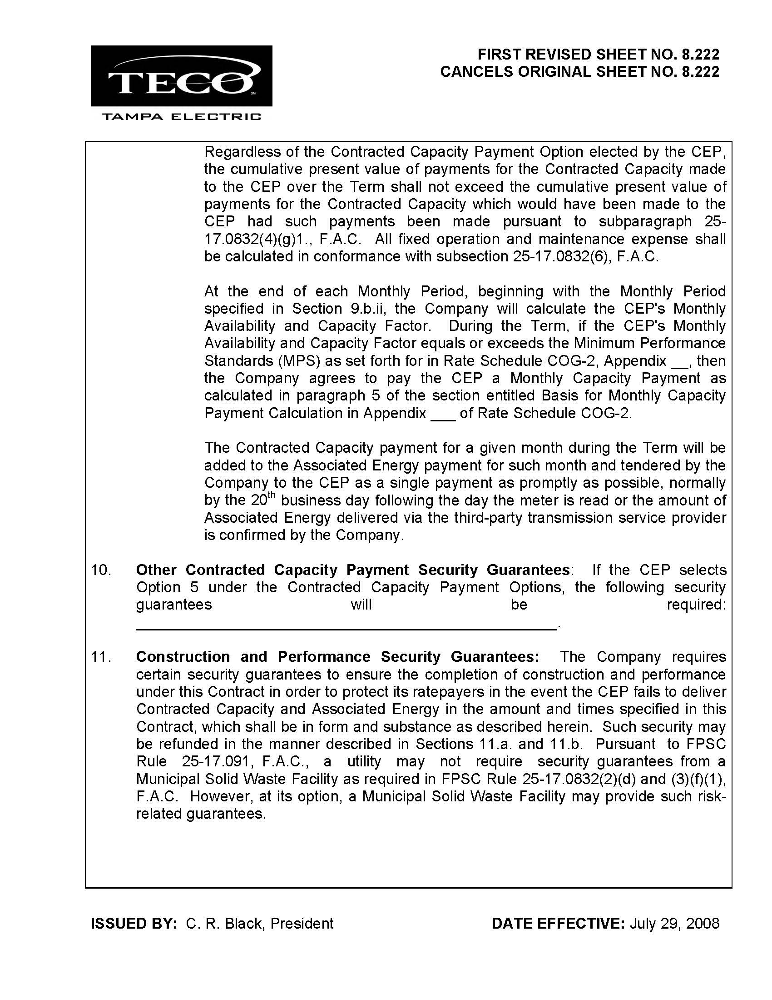 TECO
SM
TAMPA ELECTRIC
FIRST REVISED SHEET NO. 8.222
CANCELS ORIGINAL SHEET NO. 8.222
Regardless of the Contracted Capacity Payment Option elected by the CEP,
the cumulative present value of payments for the Contracted Capacity made
to the CEP over the Term shall not exceed the cumulative present value of
payments for the Contracted Capacity which would have been made to the
CEP had such payments been made pursuant to subparagraph 25-
17.0832(4)(g)1., F.A.C. All fixed operation and maintenance expense shall
be calculated in conformance with subsection 25-17.0832(6), F.A.C.
At the end of each Monthly Period, beginning with the Monthly Period
specified in Section 9.b.ii, the Company will calculate the CEP's Monthly
Availability and Capacity Factor. During the Term, if the CEP's Monthly
Availability and Capacity Factor equals or exceeds the Minimum Performance
Standards (MPS) as set forth for in Rate Schedule COG-2, Appendix __, then
the Company agrees to pay the CEP a Monthly Capacity Payment as
calculated in paragraph 5 of the section entitled Basis for Monthly Capacity
Payment Calculation in Appendix ___ of Rate Schedule COG-2.
The Contracted Capacity payment for a given month during the Term will be
added to the Associated Energy payment for such month and tendered by the
Company to the CEP as a single payment as promptly as possible, normally
by the 20th business day following the day the meter is read or the amount of
Associated Energy delivered via the third-party transmission service provider
is confirmed by the Company.
10. Other Contracted Capacity Payment Security Guarantees: If the CEP selects
Option 5 under the Contracted Capacity Payment Options, the following security
guarantees will be required:
__________________________________________________.
11. Construction and Performance Security Guarantees: The Company requires
certain security guarantees to ensure the completion of construction and performance
under this Contract in order to protect its ratepayers in the event the CEP fails to deliver
Contracted Capacity and Associated Energy in the amount and times specified in this
Contract, which shall be in form and substance as described herein. Such security may
be refunded in the manner described in Sections 11.a. and 11.b. Pursuant to FPSC
Rule 25-17.091, F.A.C., a utility may not require security guarantees from a
Municipal Solid Waste Facility as required in FPSC Rule 25-17.0832(2)(d) and (3)(f)(1),
F.A.C. However, at its option, a Municipal Solid Waste Facility may provide such risk-
related guarantees.
ISSUED BY: C. R. Black, President
DATE EFFECTIVE: July 29, 2008